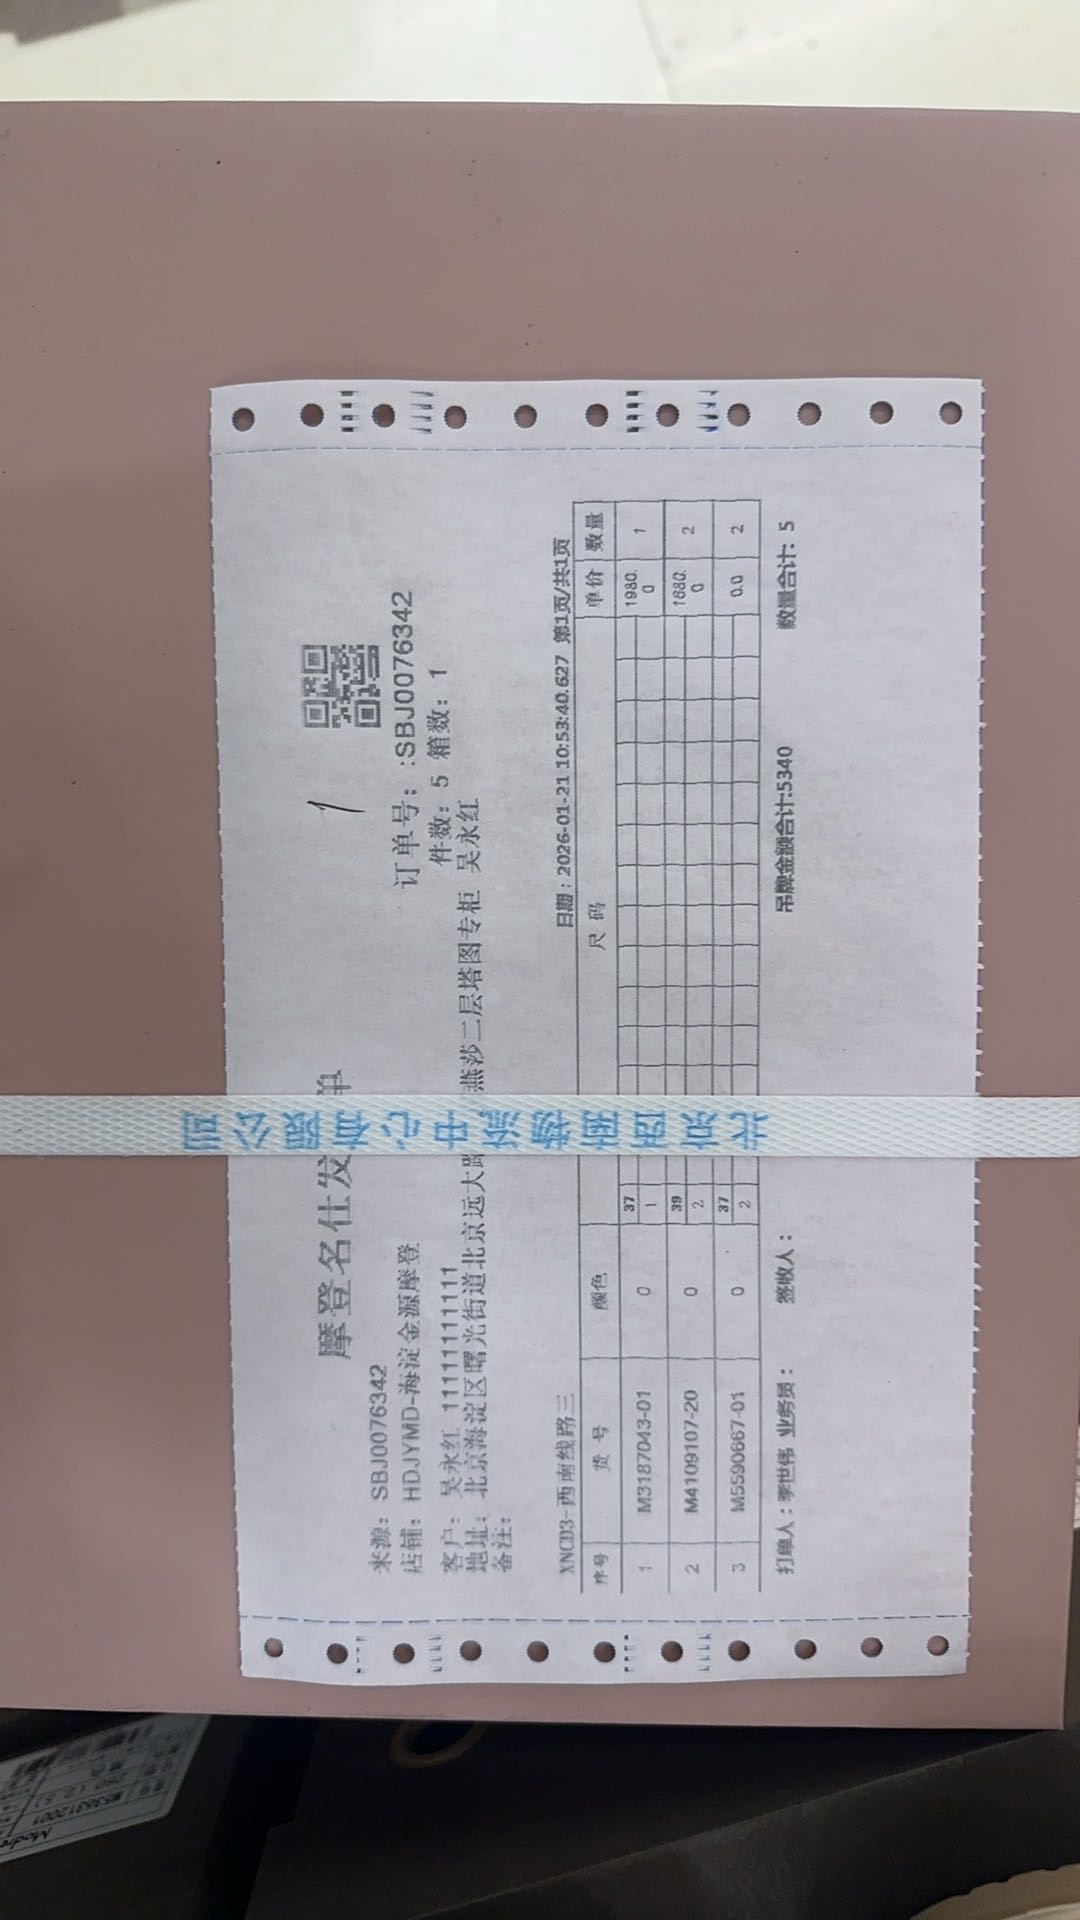 1
摩登名仕发 单
来源: SBJ0076342
订单号: :SBJ0076342
店铺: HDJYMD-海淀金源摩登
件数: 5 箱数: 1
客户: 吴永红 11111111111
地址: 北京海淀区曙光街道北京远大路 燕莎二层塔图专柜 吴永红
备注:
XNCD3-西南线路三
日期:2026-01-21 10:53:40.627 第1页/共1页
序号 货号 颜色 尺码 单价 数量
1 M3187043-01 0 37 1 1980.0 1
2 M4109107-20 0 39 2 1680.0 2
3 M5590667-01 0 37 2 0.0 2
打单人:李世伟 业务员: 签收人: 吊牌金额合计:5340 数量合计: 5